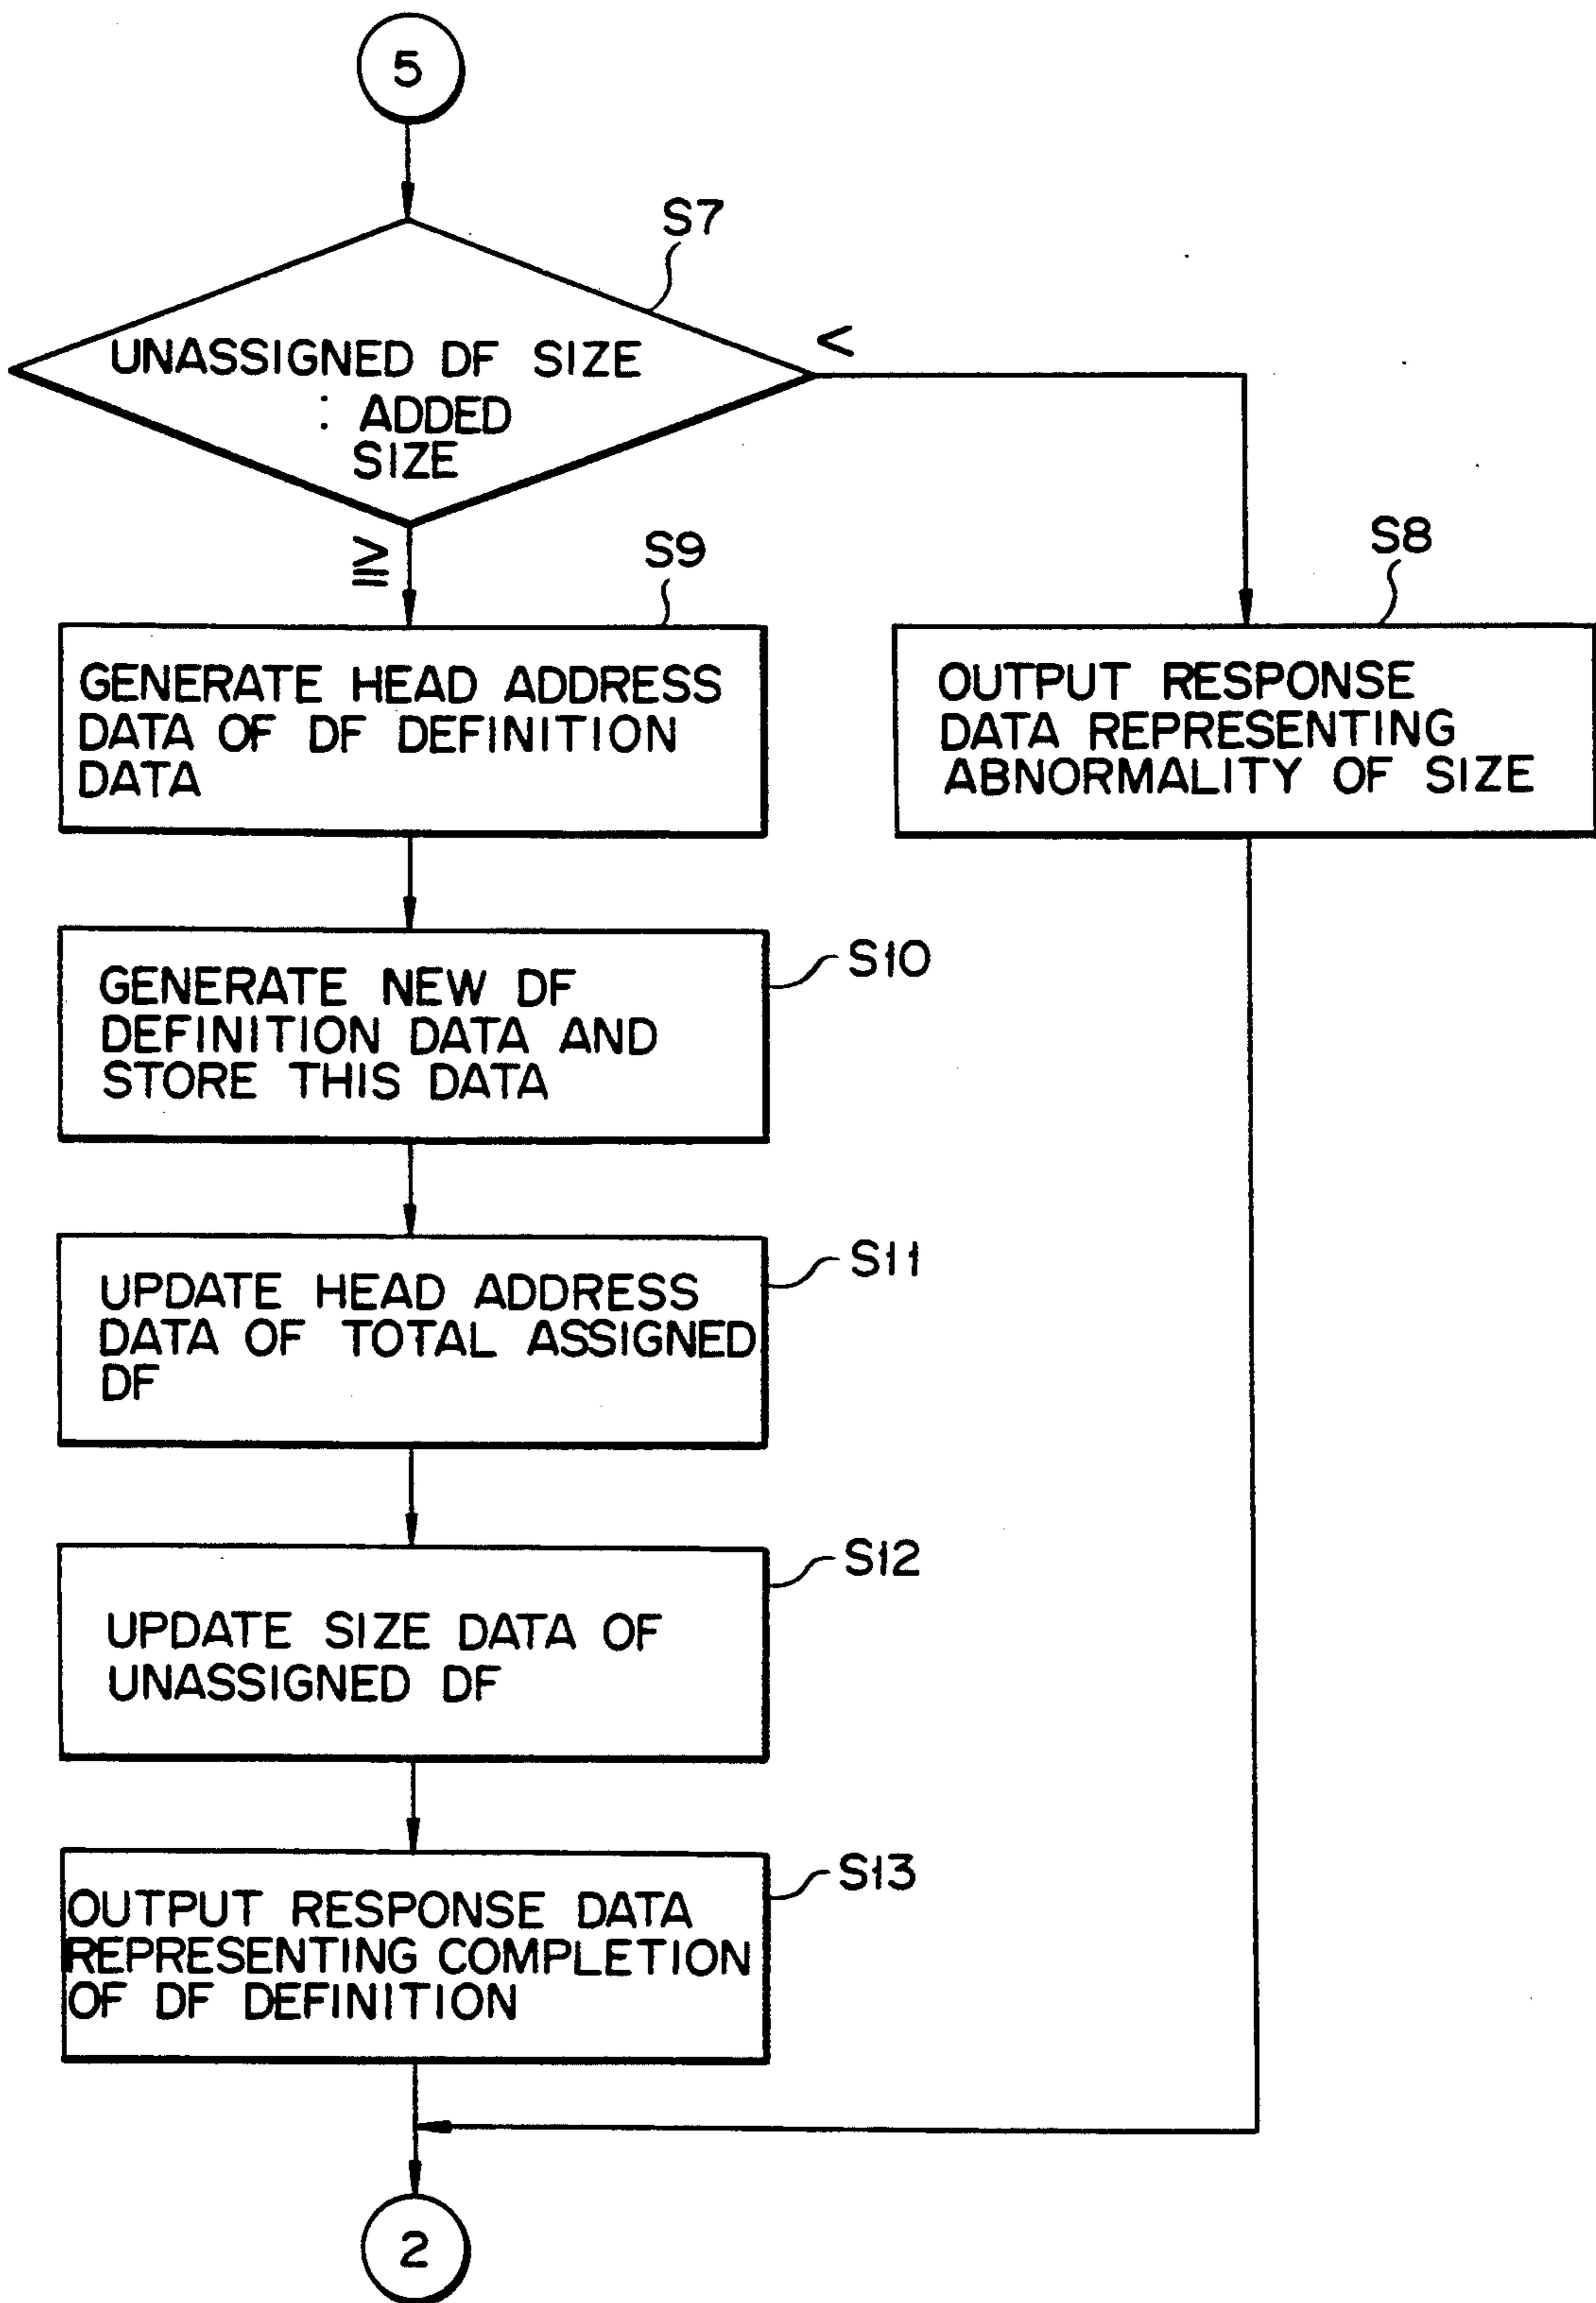 5
S7
UNASSIGNED DF SIZE
: ADDED
SIZE
<
≧
S9
S8
GENERATE HEAD ADDRESS
DATA OF DF DEFINITION
DATA
OUTPUT RESPONSE
DATA REPRESENTING
ABNORMALITY OF SIZE
S10
GENERATE NEW DF
DEFINITION DATA AND
STORE THIS DATA
S11
UPDATE HEAD ADDRESS
DATA OF TOTAL ASSIGNED
DF
S12
UPDATE SIZE DATA OF
UNASSIGNED DF
S13
OUTPUT RESPONSE DATA
REPRESENTING COMPLETION
OF DF DEFINITION
2